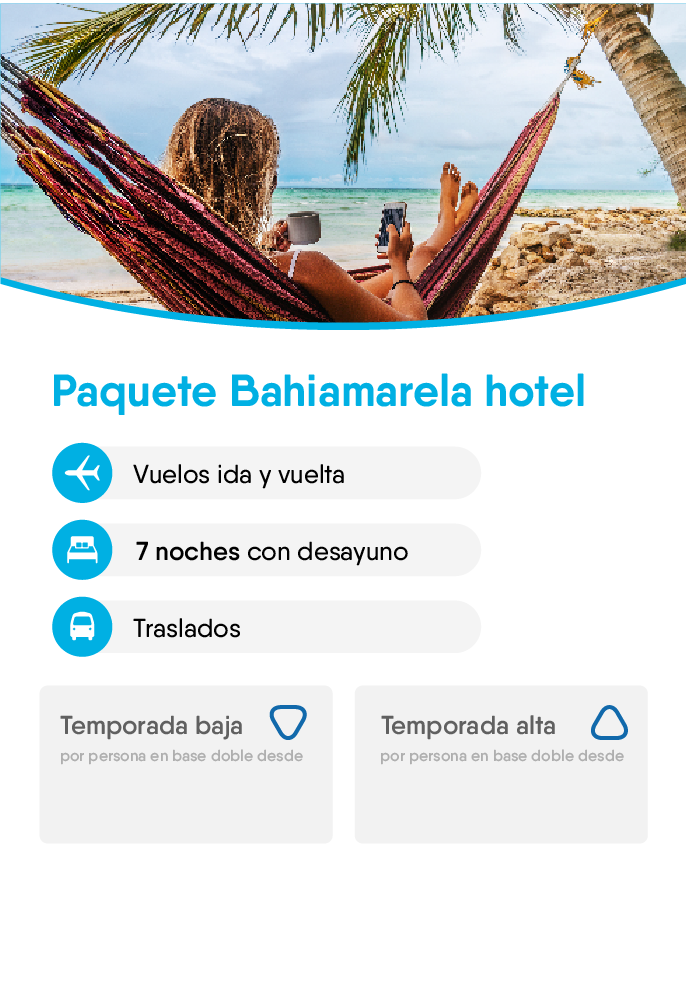 Paquete Bahiamarela hotel
Vuelos ida y vuelta
7 noches con desayuno
Traslados
Temporada baja
por persona en base doble desde
Temporada alta
por persona en base doble desde